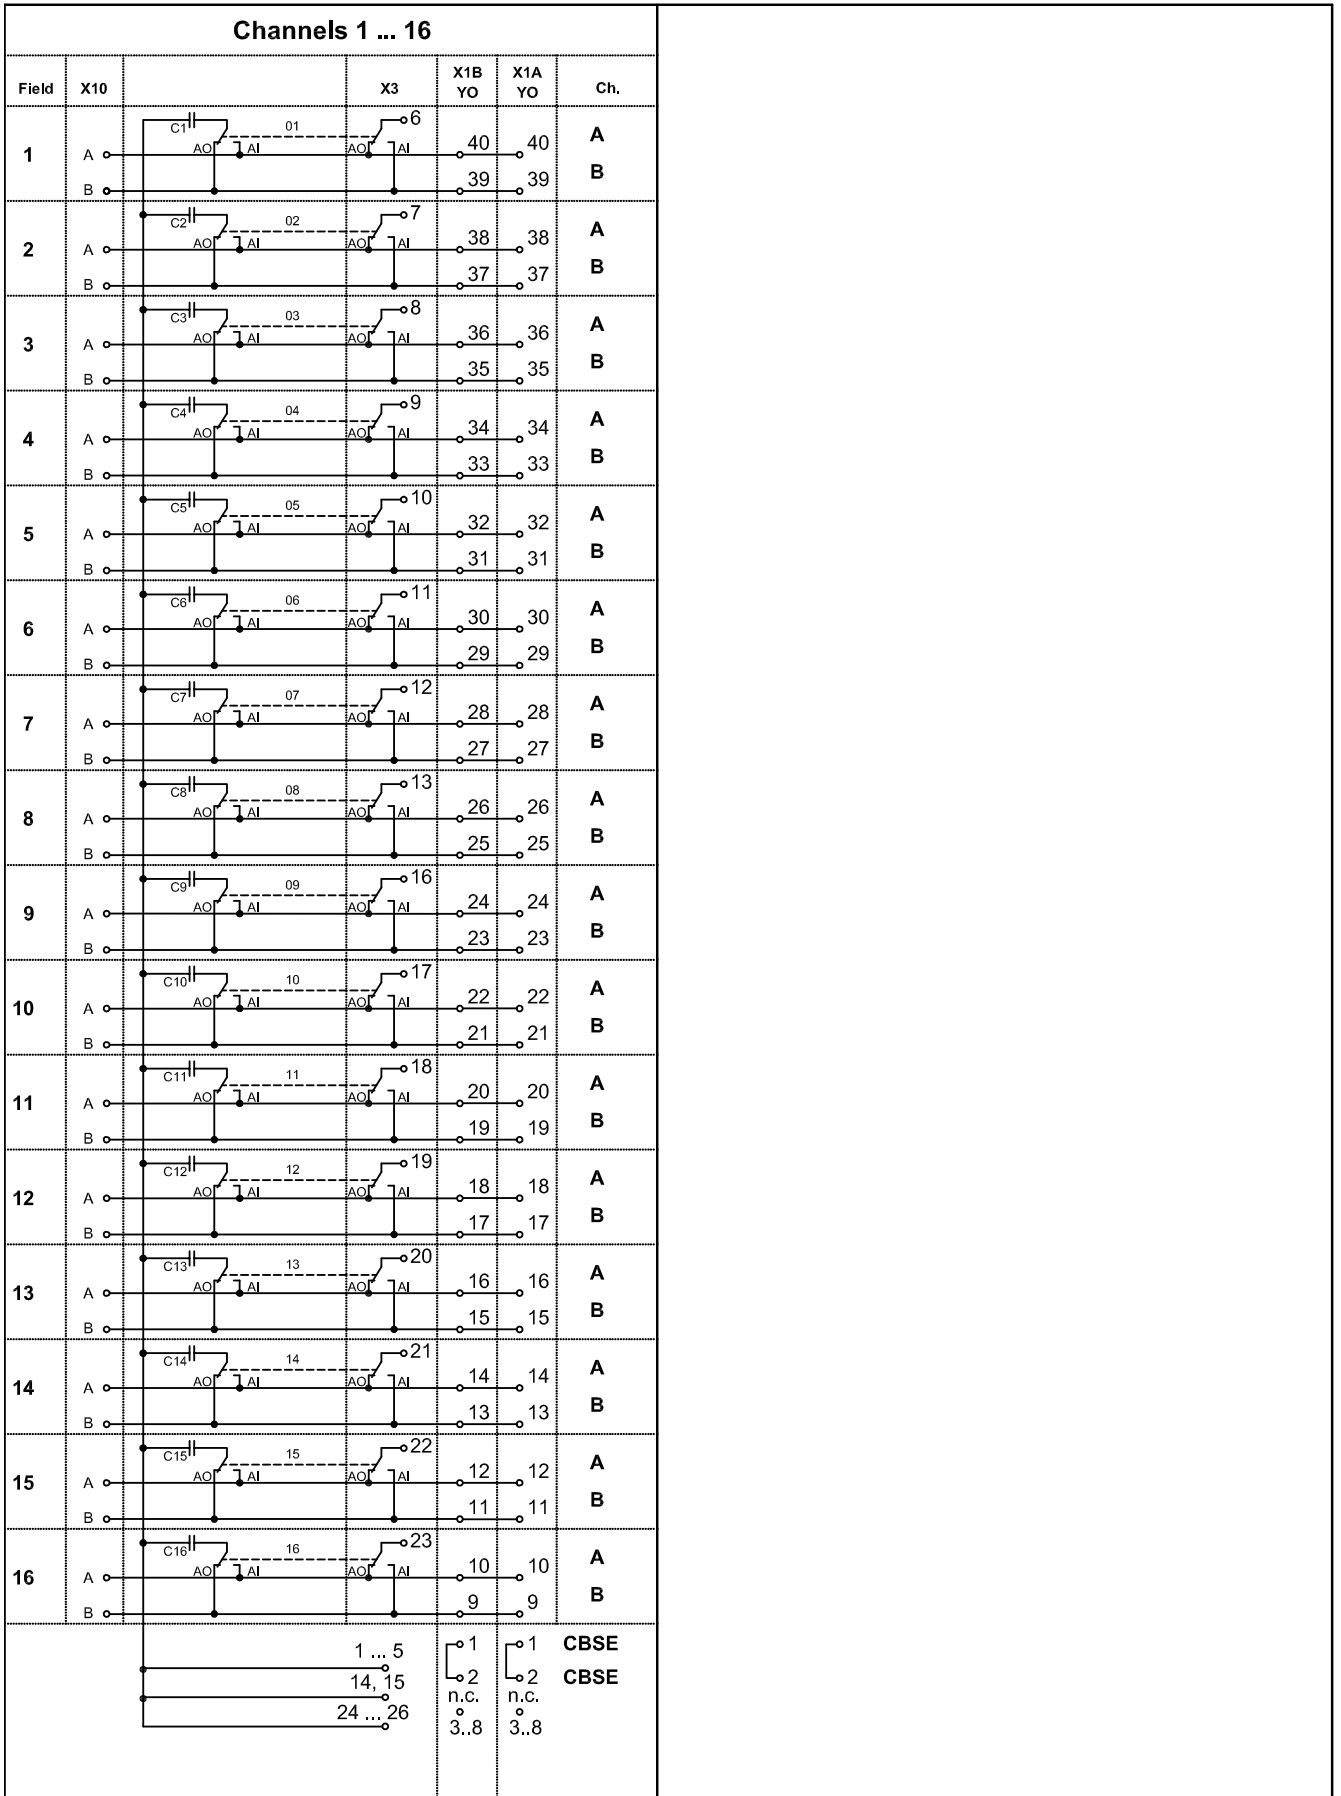 Channels 1 ... 16
Field X10 X3 X1B YO X1A YO Ch.
C1 01 6
AO AI AO AI 40 40 A
1 A
39 39 B
B
C2 02 7
AO AI AO AI 38 38 A
2 A
37 37 B
B
C3 03 8
AO AI AO AI 36 36 A
3 A
35 35 B
B
C4 04 9
AO AI AO AI 34 34 A
4 A
33 33 B
B
C5 05 10
AO AI AO AI 32 32 A
5 A
31 31 B
B
C6 06 11
AO AI AO AI 30 30 A
6 A
29 29 B
B
C7 07 12
AO AI AO AI 28 28 A
7 A
27 27 B
B
C8 08 13
AO AI AO AI 26 26 A
8 A
25 25 B
B
C9 09 16
AO AI AO AI 24 24 A
9 A
23 23 B
B
C10 10 17
AO AI AO AI 22 22 A
10 A
21 21 B
B
C11 11 18
AO AI AO AI 20 20 A
11 A
19 19 B
B
C12 12 19
AO AI AO AI 18 18 A
12 A
17 17 B
B
C13 13 20
AO AI AO AI 16 16 A
13 A
15 15 B
B
C14 14 21
AO AI AO AI 14 14 A
14 A
13 13 B
B
C15 15 22
AO AI AO AI 12 12 A
15 A
11 11 B
B
C16 16 23
AO AI AO AI 10 10 A
16 A
9 9 B
B
1 ... 5 1 1 CBSE
14, 15 2 2 CBSE
n.c. n.c.
24 ... 26
3..8 3..8